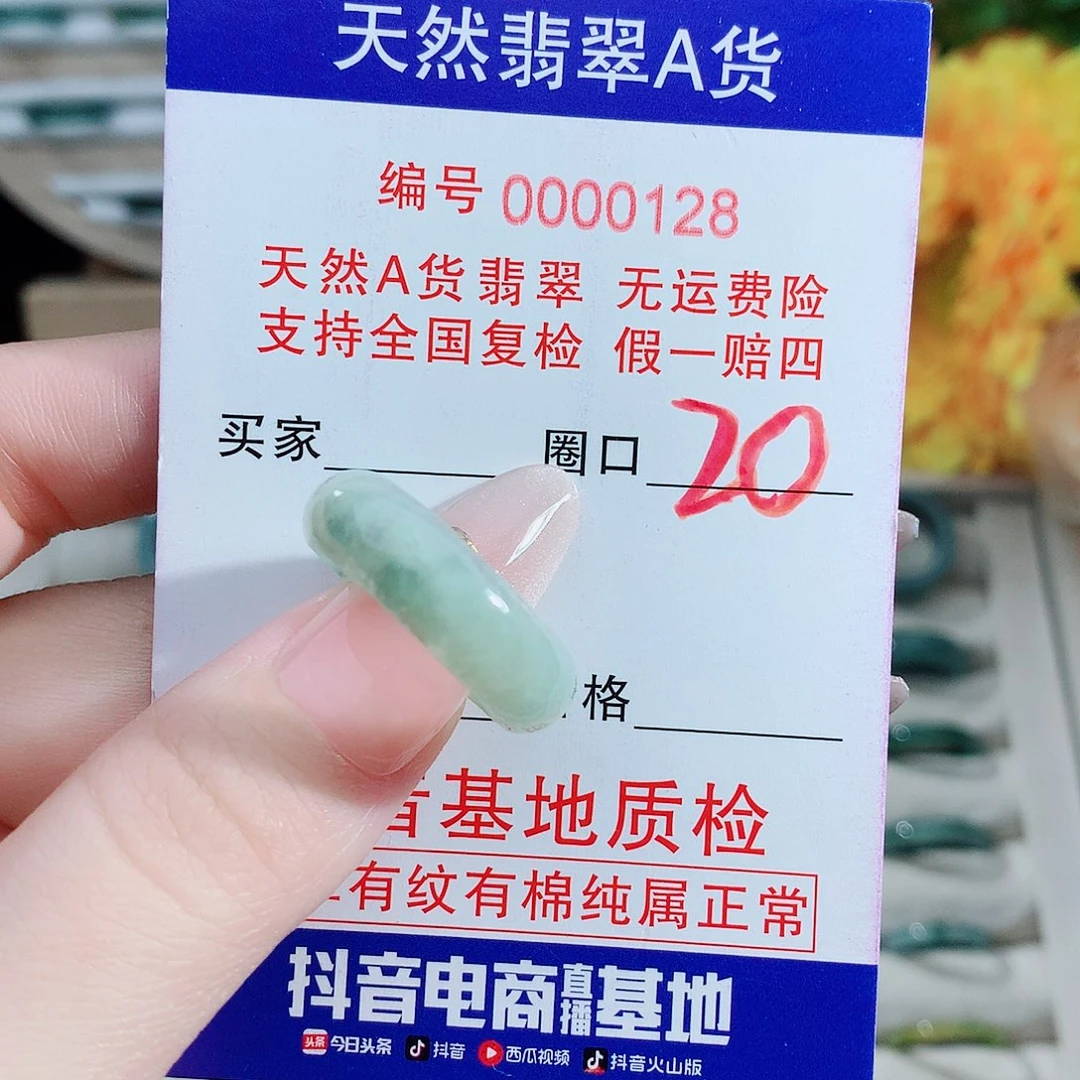 天然翡翠A货
编号 0000128
天然A货翡翠 无运费险
支持全国复检 假一赔四
买家 圈口 20
格
音基地质检
有纹有棉纯属正常
抖音电商直播基地
头条 今日头条 抖音 西瓜视频 抖音火山版